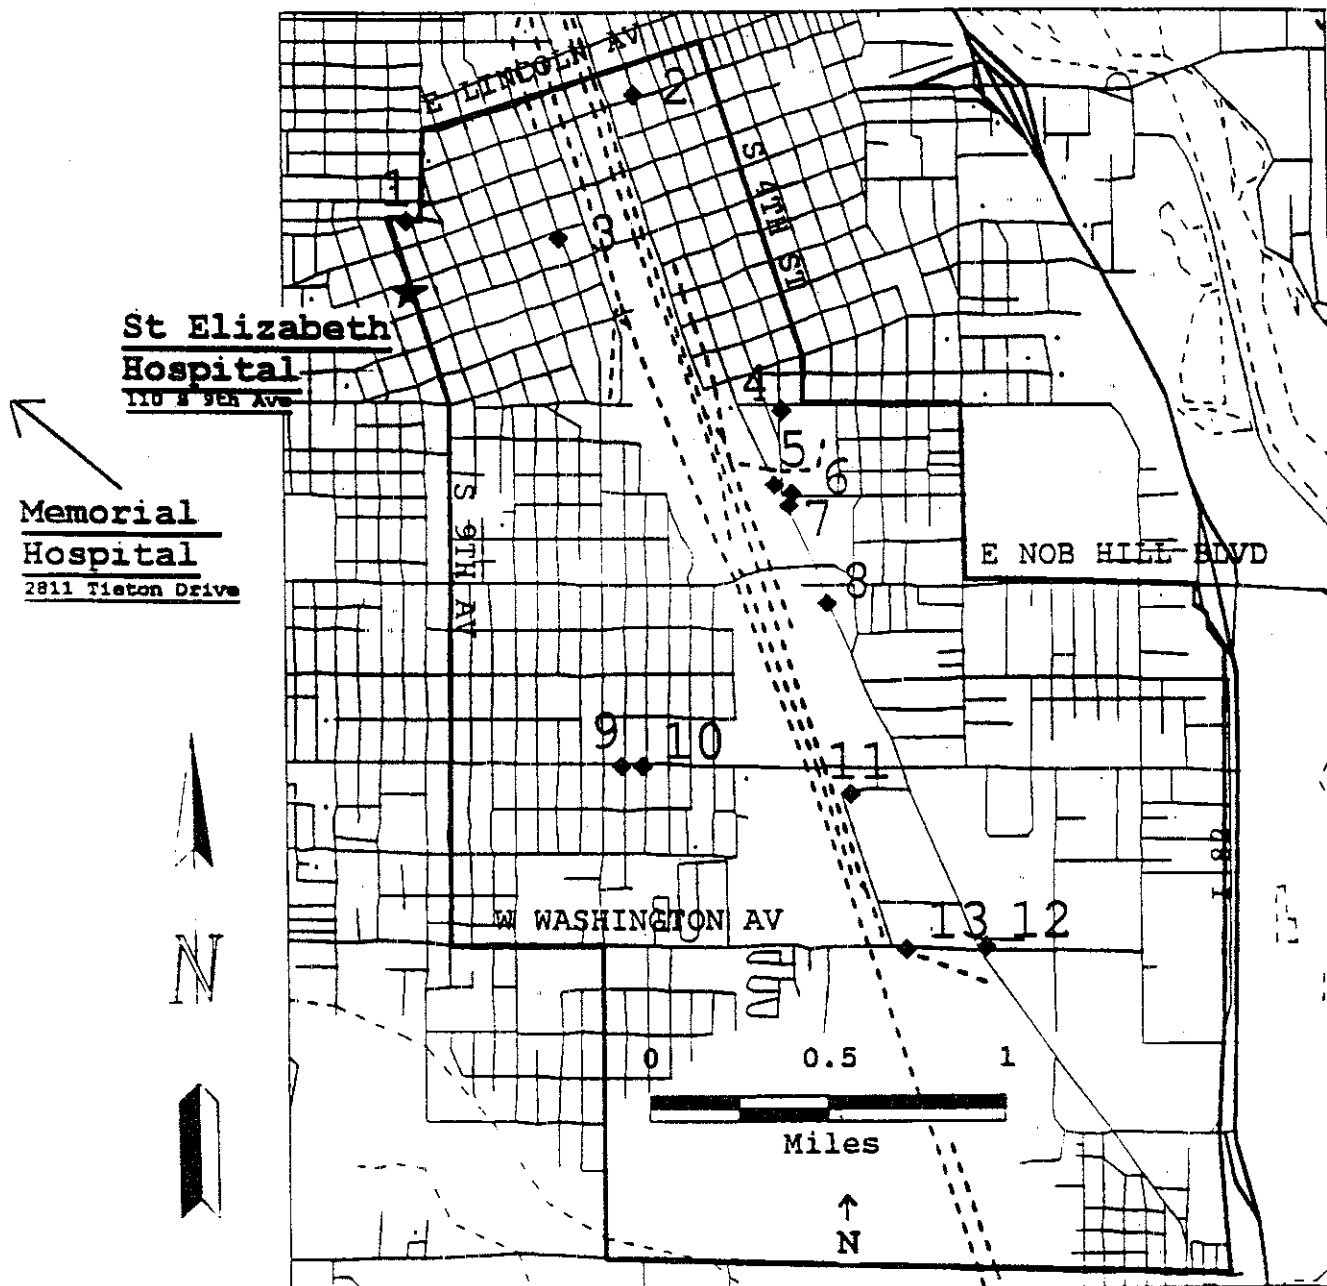 E LINCOLN AV
2
S 4TH ST
1
3
St Elizabeth
Hospital
110 S 9th Ave
4
5
6
7
Memorial
Hospital
2811 Tieton Drive
S 9TH AV
E NOB HILL BLVD
8
9
10
11
I 82
W WASHINGTON AV
13
12
N
0 0.5 1
Miles
N